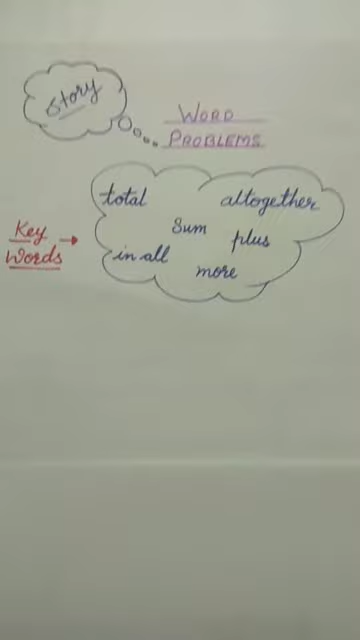 Story
WORD
PROBLEMS
Key
Words
total altogether
Sum plus
in all
more